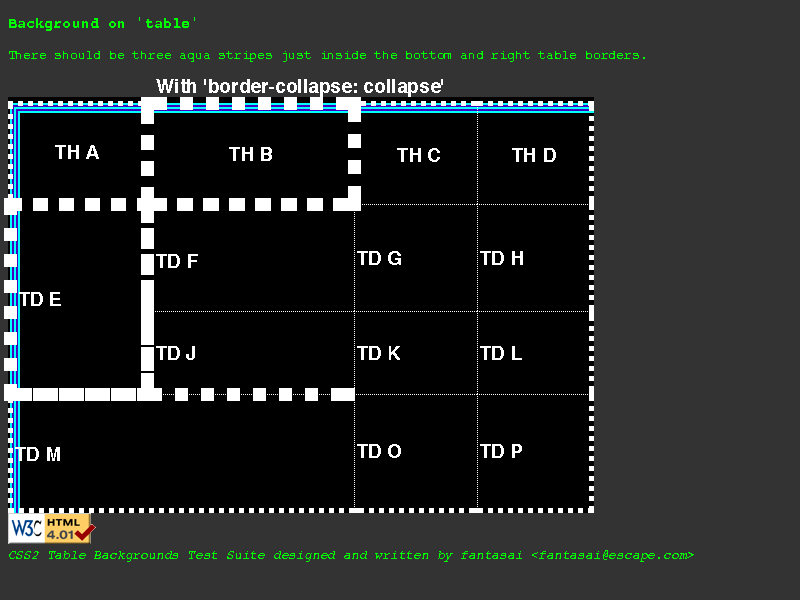 Background on 'table'
There should be three aqua stripes just inside the bottom and right table borders.
With 'border-collapse: collapse'
TH A TH B TH C TH D
TD E TD F TD G TD H
TD J TD K TD L
TD M TD O TD P
W3C HTML 4.01
CSS2 Table Backgrounds Test Suite designed and written by fantasai <fantasai@escape.com>